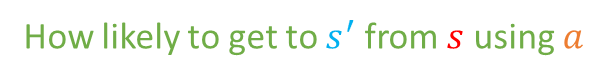 How likely to get to s′ from s using a